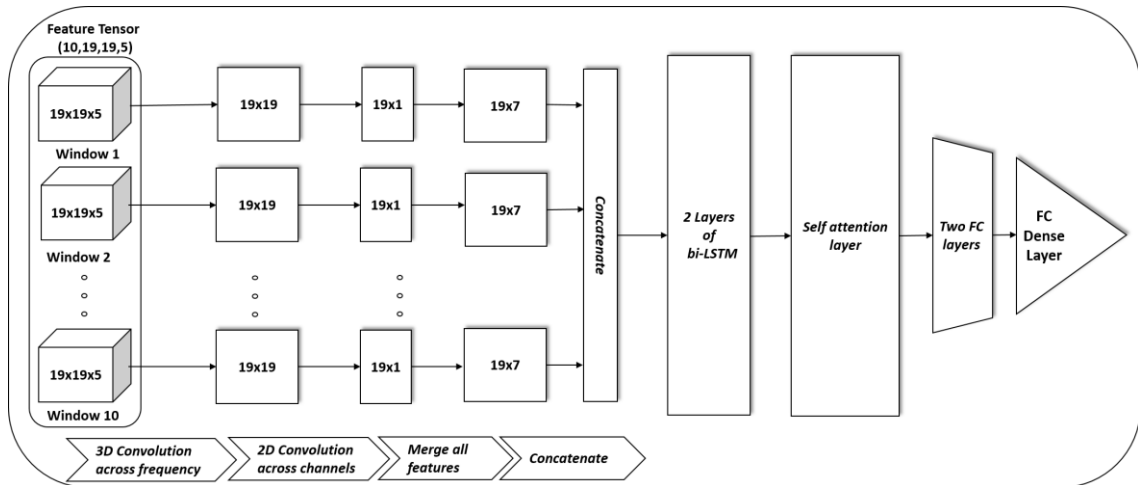 Feature Tensor
(10,19,19,5)
19x19x5
Window 1
19x19
19x1
19x7
19x19x5
Window 2
19x19
19x1
19x7
19x19x5
Window 10
19x19
19x1
19x7
Concatenate
2 Layers
of
bi-LSTM
Self attention
layer
Two FC
layers
FC
Dense
Layer
3D Convolution
across frequency
2D Convolution
across channels
Merge all
features
Concatenate